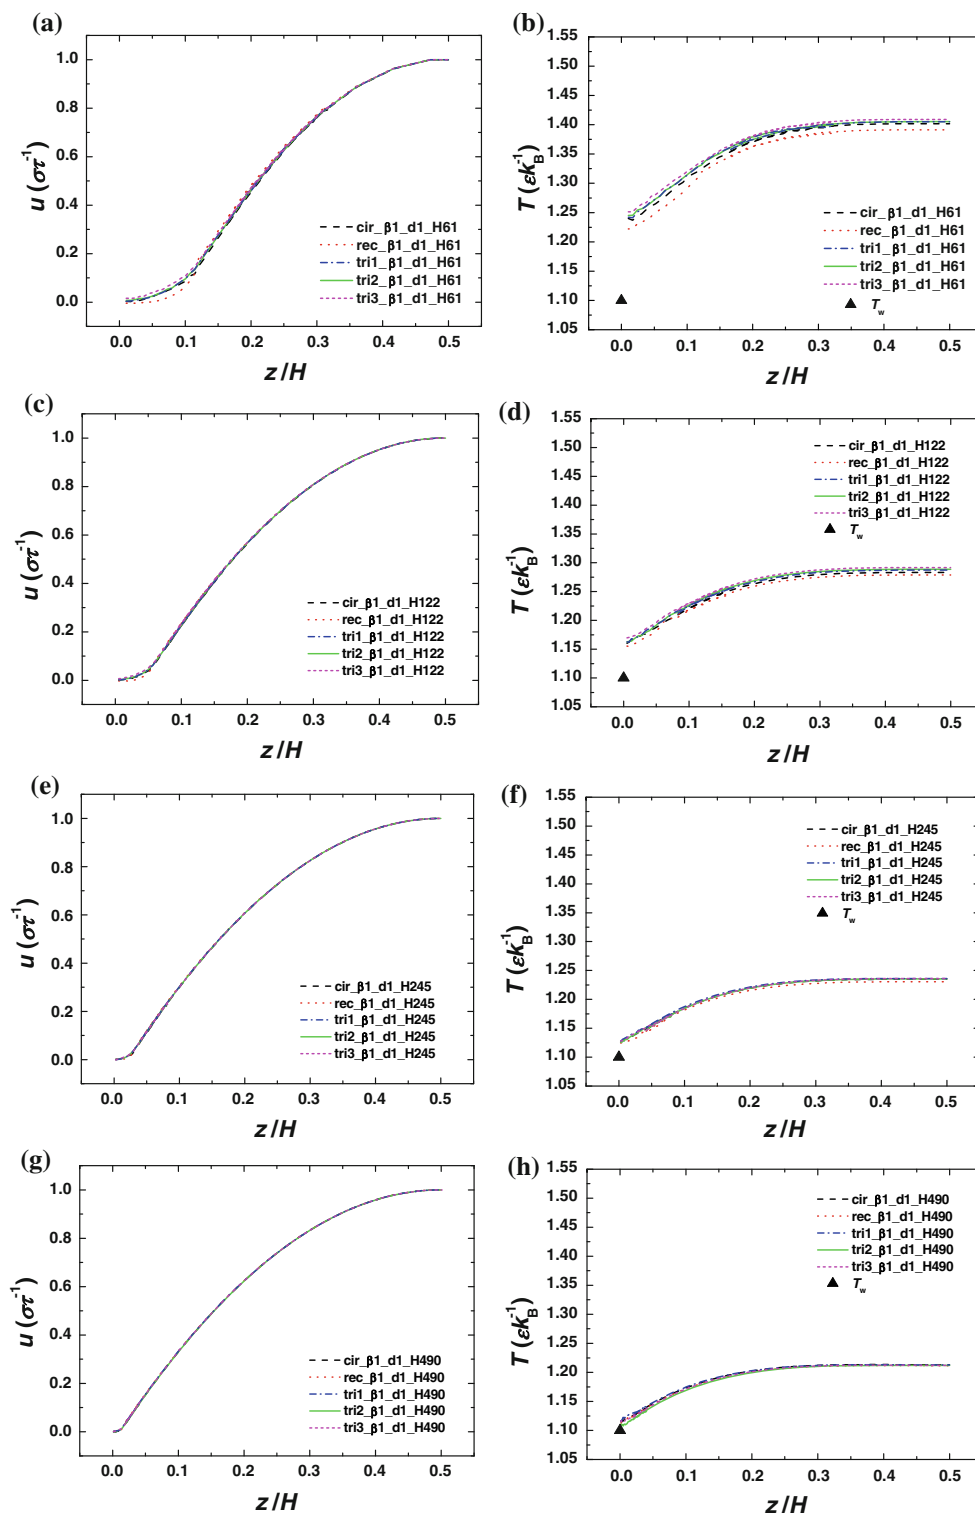 (a)
1.0
0.8
0.6
0.4
0.2
0.0
u (στ⁻¹)
cir_β1_d1_H61
rec_β1_d1_H61
tri1_β1_d1_H61
tri2_β1_d1_H61
tri3_β1_d1_H61
0.0 0.1 0.2 0.3 0.4 0.5
z/H
(b)
1.55
1.50
1.45
1.40
1.35
1.30
1.25
1.20
1.15
1.10
1.05
T (εk_B⁻¹)
cir_β1_d1_H61
rec_β1_d1_H61
tri1_β1_d1_H61
tri2_β1_d1_H61
tri3_β1_d1_H61
T_w
0.0 0.1 0.2 0.3 0.4 0.5
z/H
(c)
1.0
0.8
0.6
0.4
0.2
0.0
u (στ⁻¹)
cir_β1_d1_H122
rec_β1_d1_H122
tri1_β1_d1_H122
tri2_β1_d1_H122
tri3_β1_d1_H122
0.0 0.1 0.2 0.3 0.4 0.5
z/H
(d)
1.55
1.50
1.45
1.40
1.35
1.30
1.25
1.20
1.15
1.10
1.05
T (εk_B⁻¹)
cir_β1_d1_H122
rec_β1_d1_H122
tri1_β1_d1_H122
tri2_β1_d1_H122
tri3_β1_d1_H122
T_w
0.0 0.1 0.2 0.3 0.4 0.5
z/H
(e)
1.0
0.8
0.6
0.4
0.2
0.0
u (στ⁻¹)
cir_β1_d1_H245
rec_β1_d1_H245
tri1_β1_d1_H245
tri2_β1_d1_H245
tri3_β1_d1_H245
0.0 0.1 0.2 0.3 0.4 0.5
z/H
(f)
1.55
1.50
1.45
1.40
1.35
1.30
1.25
1.20
1.15
1.10
1.05
T (εk_B⁻¹)
cir_β1_d1_H245
rec_β1_d1_H245
tri1_β1_d1_H245
tri2_β1_d1_H245
tri3_β1_d1_H245
T_w
0.0 0.1 0.2 0.3 0.4 0.5
z/H
(g)
1.0
0.8
0.6
0.4
0.2
0.0
u (στ⁻¹)
cir_β1_d1_H490
rec_β1_d1_H490
tri1_β1_d1_H490
tri2_β1_d1_H490
tri3_β1_d1_H490
0.0 0.1 0.2 0.3 0.4 0.5
z/H
(h)
1.55
1.50
1.45
1.40
1.35
1.30
1.25
1.20
1.15
1.10
1.05
T (εk_B⁻¹)
cir_β1_d1_H490
rec_β1_d1_H490
tri1_β1_d1_H490
tri2_β1_d1_H490
tri3_β1_d1_H490
T_w
0.0 0.1 0.2 0.3 0.4 0.5
z/H